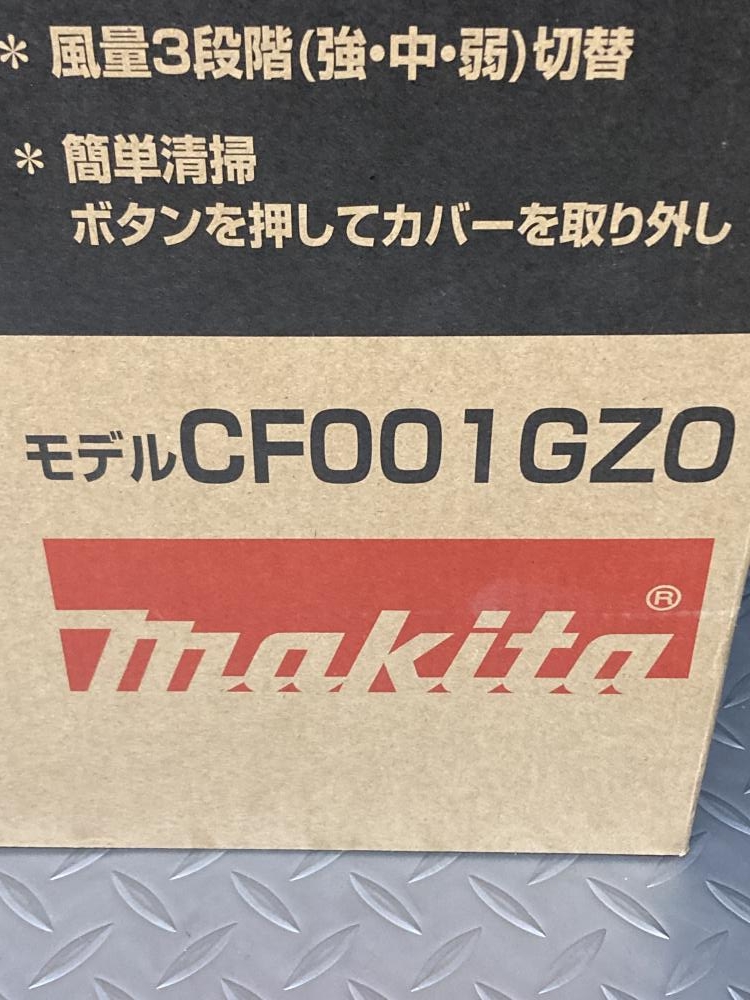 * 風量3段階(強・中・弱)切替
* 簡単清掃
ボタンを押してカバーを取り外し
モデルCF001GZO
makita®